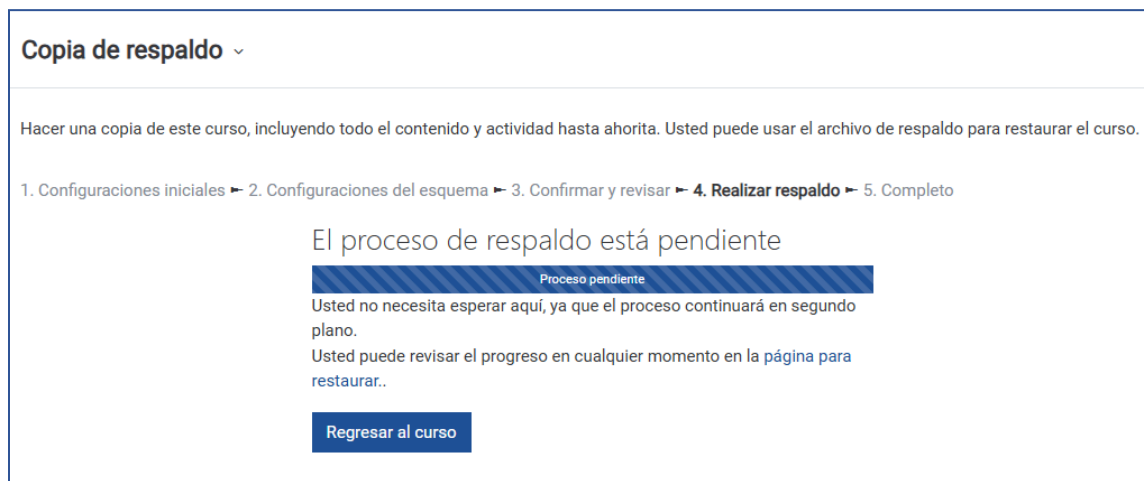 Copia de respaldo
Hacer una copia de este curso, incluyendo todo el contenido y actividad hasta ahorita. Usted puede usar el archivo de respaldo para restaurar el curso.
1. Configuraciones iniciales ► 2. Configuraciones del esquema ► 3. Confirmar y revisar ► 4. Realizar respaldo ► 5. Completo
El proceso de respaldo está pendiente
Proceso pendiente
Usted no necesita esperar aquí, ya que el proceso continuará en segundo
plano.
Usted puede revisar el progreso en cualquier momento en la página para
restaurar..
Regresar al curso